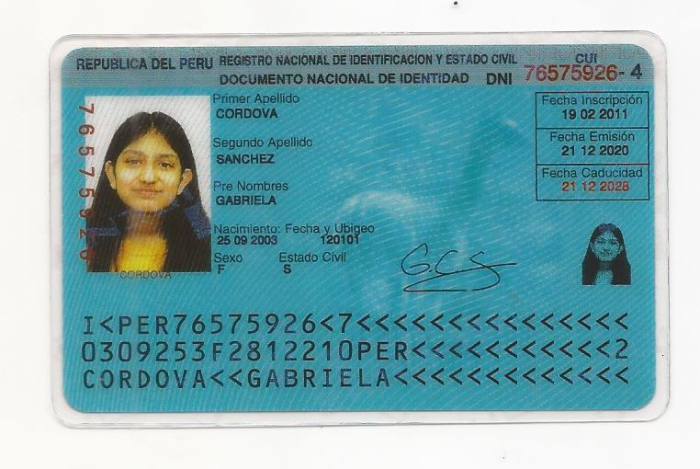 REPUBLICA DEL PERU REGISTRO NACIONAL DE IDENTIFICACION Y ESTADO CIVIL
DOCUMENTO NACIONAL DE IDENTIDAD DNI
CUI
76575926-4
Primer Apellido
CORDOVA
Segundo Apellido
SANCHEZ
Pre Nombres
GABRIELA
Nacimiento: Fecha y Ubigeo
25 09 2003 120101
Sexo Estado Civil
F S
Fecha Inscripción
19 02 2011
Fecha Emisión
21 12 2020
Fecha Caducidad
21 12 2028
76575926
CORDOVA
G.C.S
I<PER76575926<7<<<<<<<<<<<<<<<
0309253F2812210PER<<<<<<<<<<<2
CORDOVA<<GABRIELA<<<<<<<<<<<<<